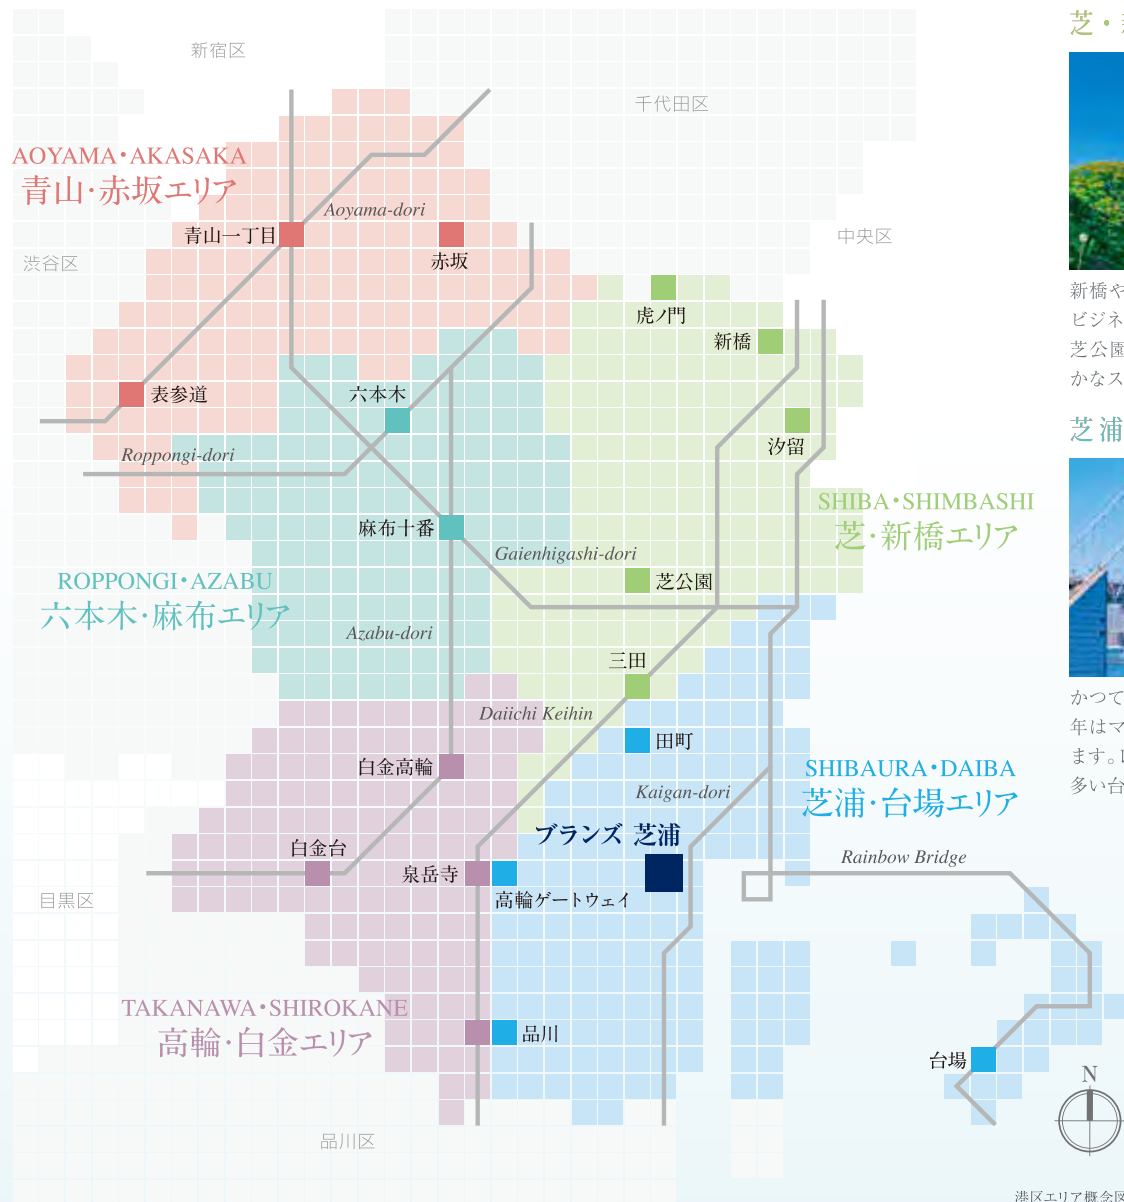 新宿区
千代田区
AOYAMA・AKASAKA
青山・赤坂エリア
Aoyama-dori
青山一丁目
赤坂
渋谷区
中央区
虎ノ門
新橋
表参道
六本木
汐留
Roppongi-dori
SHIBA・SHIMBASHI
芝・新橋エリア
麻布十番
Gaienhigashi-dori
芝公園
ROPPONGI・AZABU
六本木・麻布エリア
Azabu-dori
三田
Daiichi Keihin
田町
白金高輪
SHIBAURA・DAIBA
芝浦・台場エリア
Kaigan-dori
ブランズ 芝浦
白金台
泉岳寺
高輪ゲートウェイ
Rainbow Bridge
目黒区
TAKANAWA・SHIROKANE
高輪・白金エリア
品川
台場
N
品川区
芝・
新橋や
ビジネ
芝公園
かなス
芝浦
かつて
年はマ
ます。
多い台
港区エリア概念図